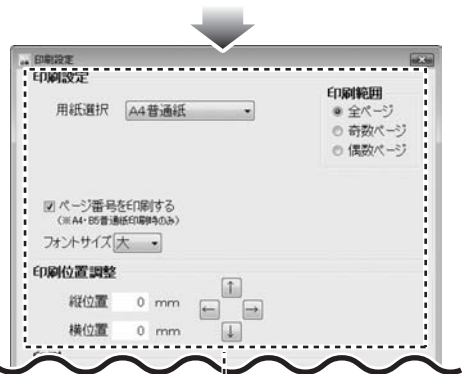 印刷設定
印刷設定
用紙選択 A4普通紙
印刷範囲
全ページ
奇数ページ
偶数ページ
ページ番号を印刷する
(※A4・B5普通紙印刷時のみ)
フォントサイズ 大
印刷位置調整
縦位置 0 mm
↑
← →
横位置 0 mm
↓